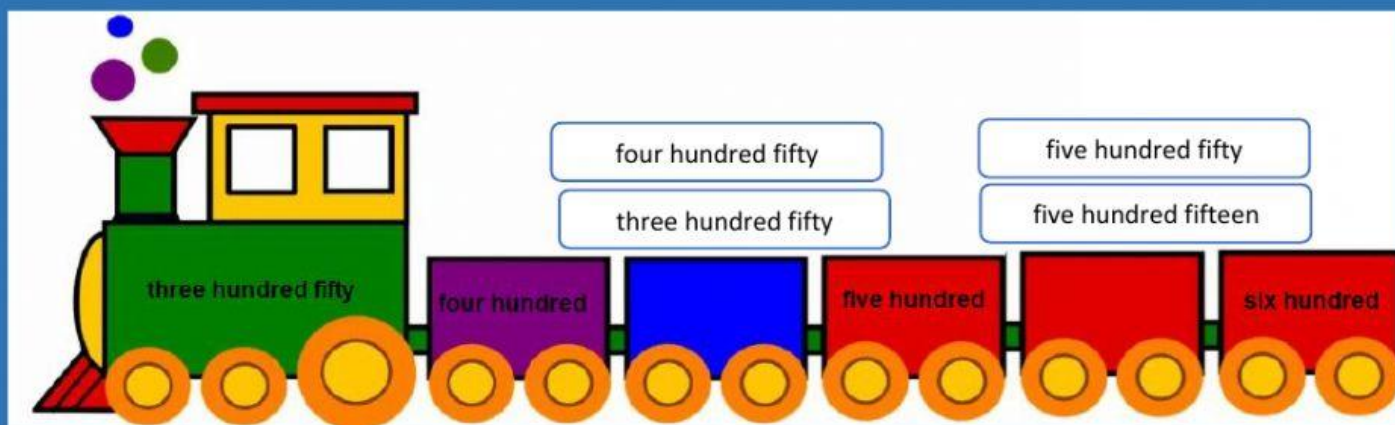 four hundred fifty
three hundred fifty
five hundred fifty
five hundred fifteen
three hundred fifty
four hundred
five hundred
six hundred